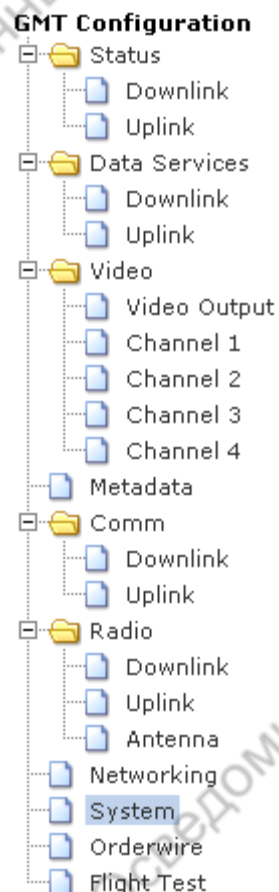 GMT Configuration
Status
Downlink
Uplink
Data Services
Downlink
Uplink
Video
Video Output
Channel 1
Channel 2
Channel 3
Channel 4
Metadata
Comm
Downlink
Uplink
Radio
Downlink
Uplink
Antenna
Networking
System
Orderwire
Flight Test